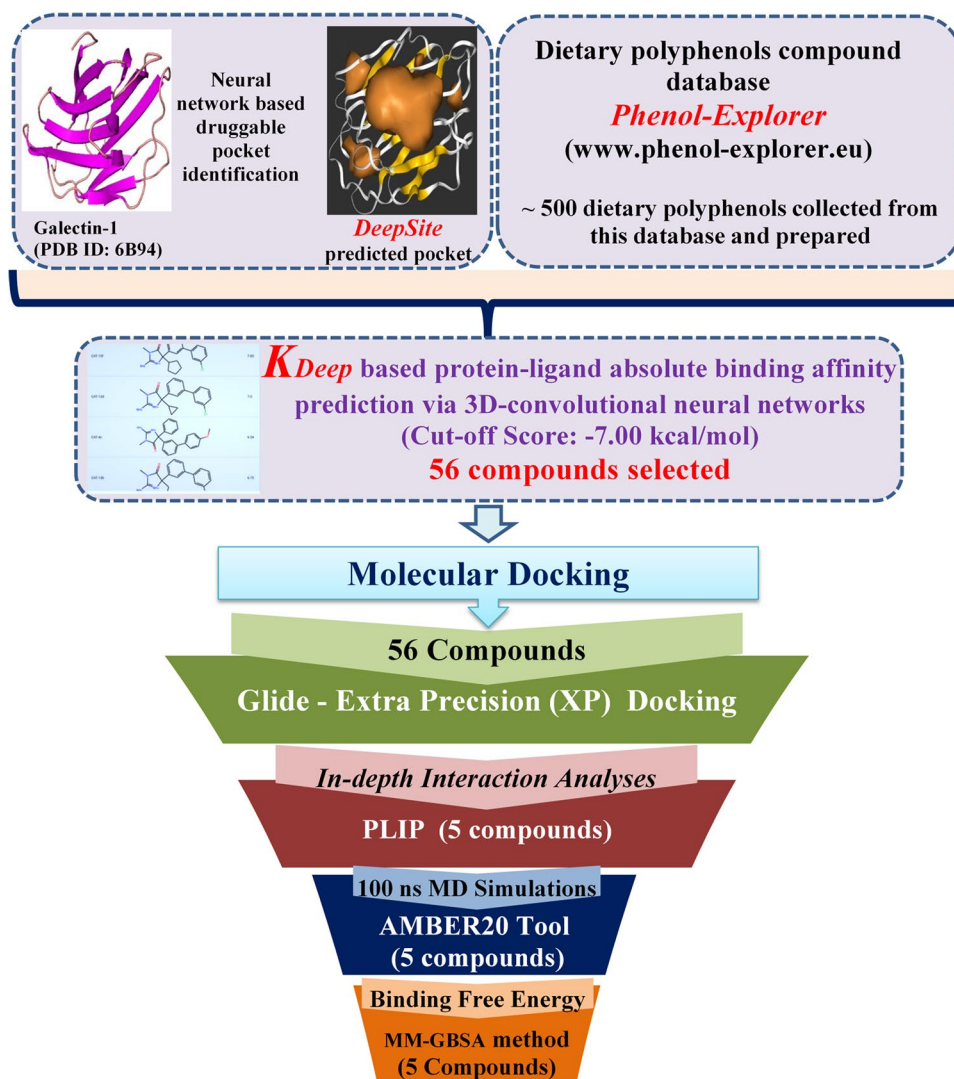 Neural
network based
druggable
pocket
identification
Galectin-1
(PDB ID: 6B94)
DeepSite
predicted pocket
Dietary polyphenols compound
database
Phenol-Explorer
(www.phenol-explorer.eu)
~ 500 dietary polyphenols collected from
this database and prepared
KDeep based protein-ligand absolute binding affinity
prediction via 3D-convolutional neural networks
(Cut-off Score: -7.00 kcal/mol)
56 compounds selected
Molecular Docking
56 Compounds
Glide - Extra Precision (XP) Docking
In-depth Interaction Analyses
PLIP (5 compounds)
100 ns MD Simulations
AMBER20 Tool
(5 compounds)
Binding Free Energy
MM-GBSA method
(5 Compounds)